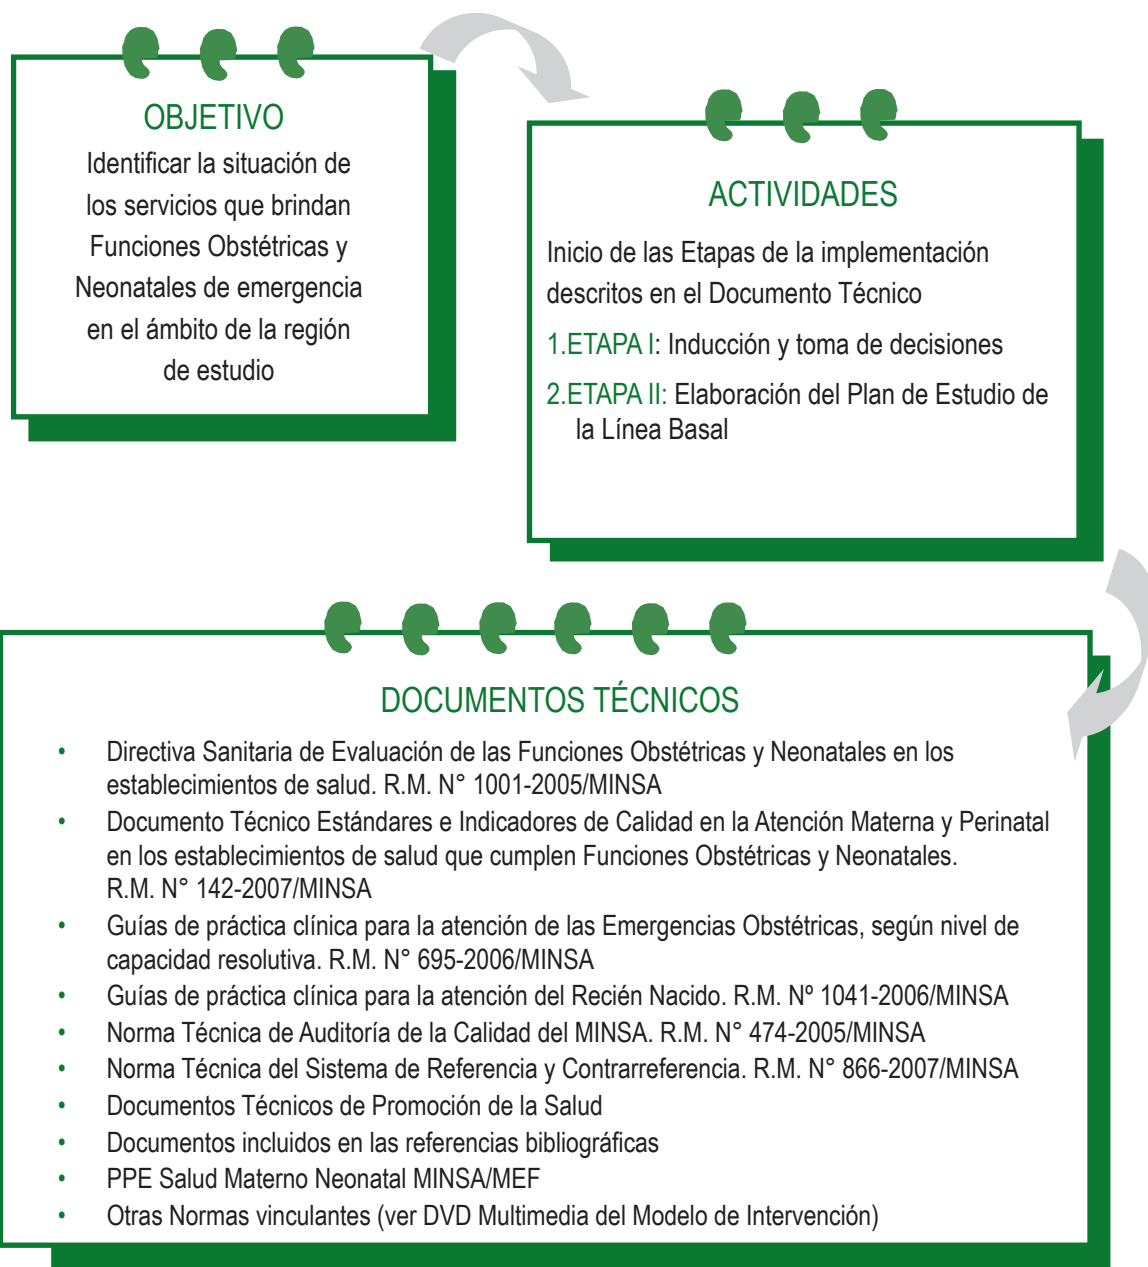 OBJETIVO
Identificar la situación de
los servicios que brindan
Funciones Obstétricas y
Neonatales de emergencia
en el ámbito de la región
de estudio
ACTIVIDADES
Inicio de las Etapas de la implementación
descritos en el Documento Técnico
1.ETAPA I: Inducción y toma de decisiones
2.ETAPA II: Elaboración del Plan de Estudio de
la Línea Basal
DOCUMENTOS TÉCNICOS
• Directiva Sanitaria de Evaluación de las Funciones Obstétricas y Neonatales en los
establecimientos de salud. R.M. N° 1001-2005/MINSA
• Documento Técnico Estándares e Indicadores de Calidad en la Atención Materna y Perinatal
en los establecimientos de salud que cumplen Funciones Obstétricas y Neonatales.
R.M. N° 142-2007/MINSA
• Guías de práctica clínica para la atención de las Emergencias Obstétricas, según nivel de
capacidad resolutiva. R.M. N° 695-2006/MINSA
• Guías de práctica clínica para la atención del Recién Nacido. R.M. Nº 1041-2006/MINSA
• Norma Técnica de Auditoría de la Calidad del MINSA. R.M. N° 474-2005/MINSA
• Norma Técnica del Sistema de Referencia y Contrarreferencia. R.M. N° 866-2007/MINSA
• Documentos Técnicos de Promoción de la Salud
• Documentos incluidos en las referencias bibliográficas
• PPE Salud Materno Neonatal MINSA/MEF
• Otras Normas vinculantes (ver DVD Multimedia del Modelo de Intervención)